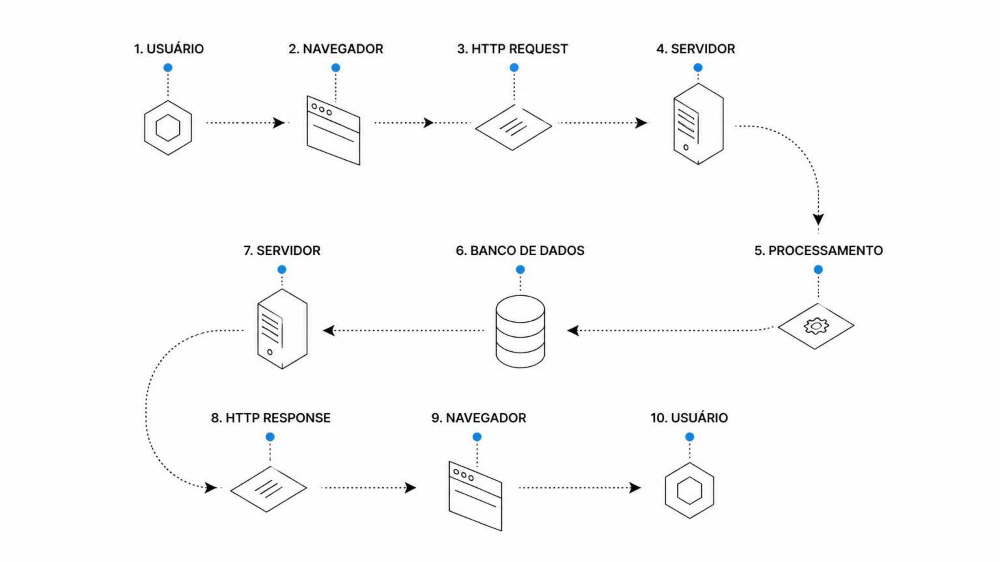 1. USUÁRIO
2. NAVEGADOR
3. HTTP REQUEST
4. SERVIDOR
5. PROCESSAMENTO
6. BANCO DE DADOS
7. SERVIDOR
8. HTTP RESPONSE
9. NAVEGADOR
10. USUÁRIO